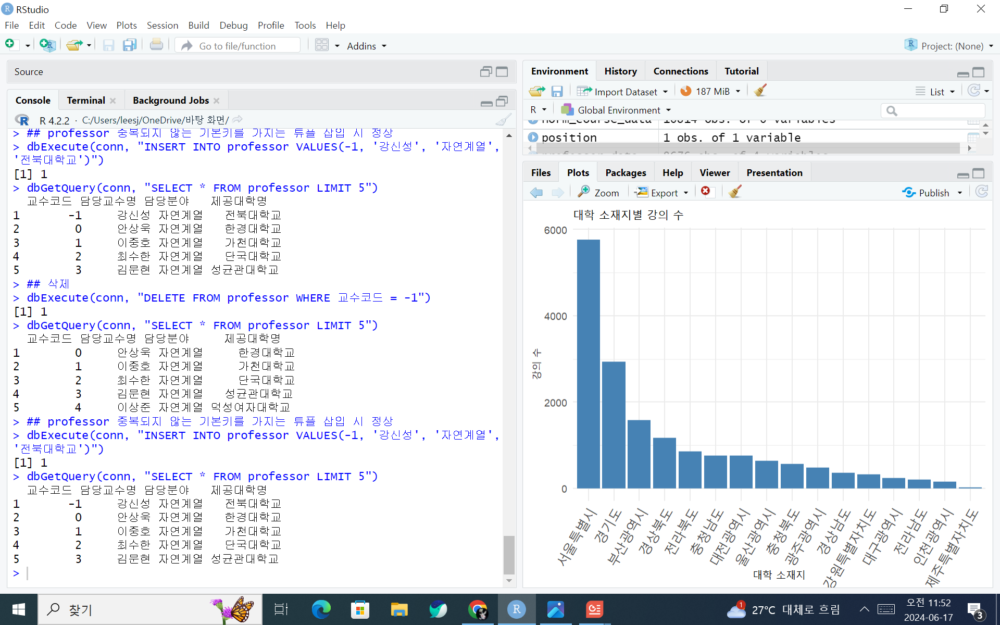 RStudio
File Edit Code View Plots Session Build Debug Profile Tools Help
Go to file/function Addins Project: (None)
Source
Console Terminal Background Jobs
R 4.2.2 · C:/Users/leesj/OneDrive/바탕 화면/
> ## professor 중복되지 않는 기본키를 가지는 튜플 삽입 시 정상
> dbExecute(conn, "INSERT INTO professor VALUES(-1, '강신성', '자연계열',
'전북대학교')")
[1] 1
> dbGetQuery(conn, "SELECT * FROM professor LIMIT 5")
교수코드 담당교수명 담당분야 제공대학명
1 -1 강신성 자연계열 전북대학교
2 0 안상욱 자연계열 한경대학교
3 1 이중호 자연계열 가천대학교
4 2 최수한 자연계열 단국대학교
5 3 김문현 자연계열 성균관대학교
> ## 삭제
> dbExecute(conn, "DELETE FROM professor WHERE 교수코드 = -1")
[1] 1
> dbGetQuery(conn, "SELECT * FROM professor LIMIT 5")
교수코드 담당교수명 담당분야 제공대학명
1 0 안상욱 자연계열 한경대학교
2 1 이중호 자연계열 가천대학교
3 2 최수한 자연계열 단국대학교
4 3 김문현 자연계열 성균관대학교
5 4 이상준 자연계열 덕성여자대학교
> ## professor 중복되지 않는 기본키를 가지는 튜플 삽입 시 정상
> dbExecute(conn, "INSERT INTO professor VALUES(-1, '강신성', '자연계열',
'전북대학교')")
[1] 1
> dbGetQuery(conn, "SELECT * FROM professor LIMIT 5")
교수코드 담당교수명 담당분야 제공대학명
1 -1 강신성 자연계열 전북대학교
2 0 안상욱 자연계열 한경대학교
3 1 이중호 자연계열 가천대학교
4 2 최수한 자연계열 단국대학교
5 3 김문현 자연계열 성균관대학교
>
Environment History Connections Tutorial
Import Dataset 187 MiB List
R Global Environment
norm_course_data 10814 obs. of 6 variables
position 1 obs. of 1 variable
professor_data 8676 obs. of 4 variables
Files Plots Packages Help Viewer Presentation
Zoom Export Publish
대학 소재지별 강의 수
6000
4000
2000
0
강의 수
서울특별시
경기도
부산광역시
경상북도
전라북도
충청남도
대전광역시
울산광역시
충청북도
광주광역시
경상남도
강원특별자치도
대구광역시
전라남도
인천광역시
제주특별자치도
대학 소재지
찾기
1
27°C 대체로 흐림
오전 11:52
2024-06-17
3